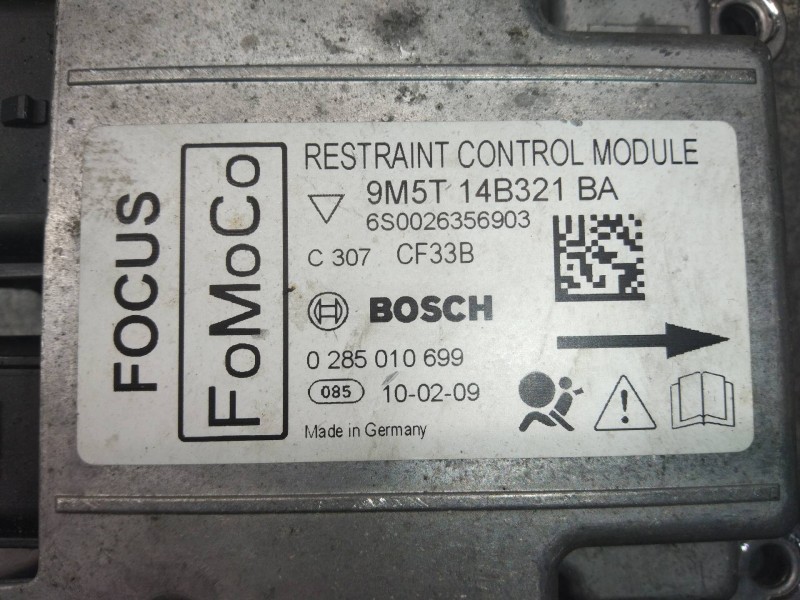 FOCUS
FoMoCo
RESTRAINT CONTROL MODULE
9M5T 14B321 BA
6S0026356903
C 307 CF33B
BOSCH
0 285 010 699
085 10-02-09
Made in Germany